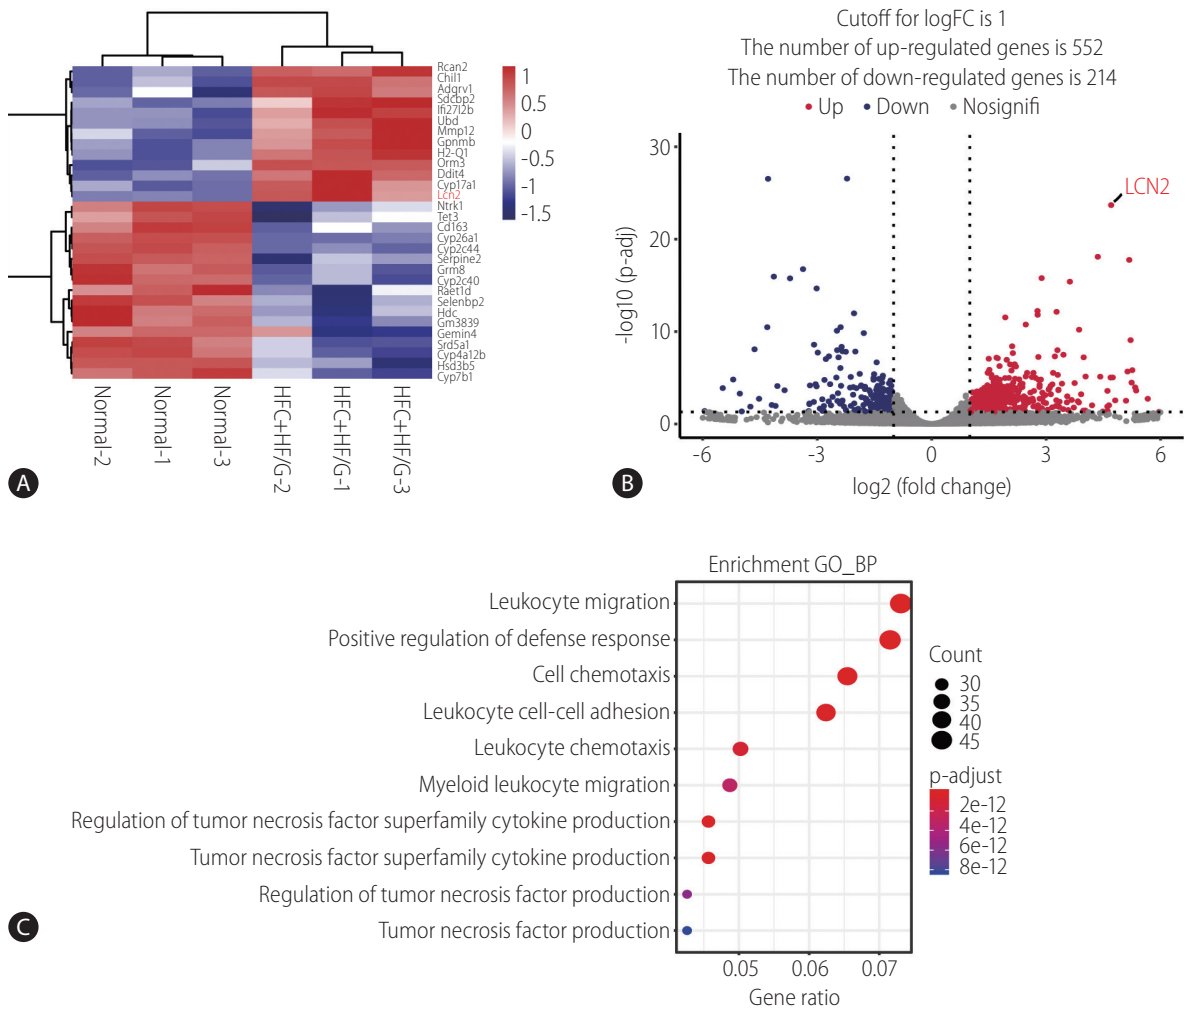 Rcan2
Chil1
Adgrv1
Sdcbp2
Ifi27l2b
Ubd
Mmp12
Gpnmb
H2-Q1
Orm3
Ddit4
Cyp17a1
Lcn2
Ntrk1
Tet3
Cd163
Cyp26a1
Cyp2c44
Serpine2
Grm8
Cyp2c40
Raet1d
Selenbp2
Hdc
Gm3839
Gemin4
Srd5a1
Cyp4a12b
Hsd3b5
Cyp7b1
1
0.5
0
-0.5
-1
-1.5
Normal-2
Normal-1
Normal-3
HFC+HF/G-2
HFC+HF/G-1
HFC+HF/G-3
A
Cutoff for logFC is 1
The number of up-regulated genes is 552
The number of down-regulated genes is 214
Up Down Nosignifi
LCN2
-log10 (p-adj)
30
20
10
0
-6 -3 0 3 6
log2 (fold change)
B
Enrichment GO_BP
Leukocyte migration
Positive regulation of defense response
Cell chemotaxis
Leukocyte cell-cell adhesion
Leukocyte chemotaxis
Myeloid leukocyte migration
Regulation of tumor necrosis factor superfamily cytokine production
Tumor necrosis factor superfamily cytokine production
Regulation of tumor necrosis factor production
Tumor necrosis factor production
0.05 0.06 0.07
Gene ratio
Count
30
35
40
45
p-adjust
2e-12
4e-12
6e-12
8e-12
C